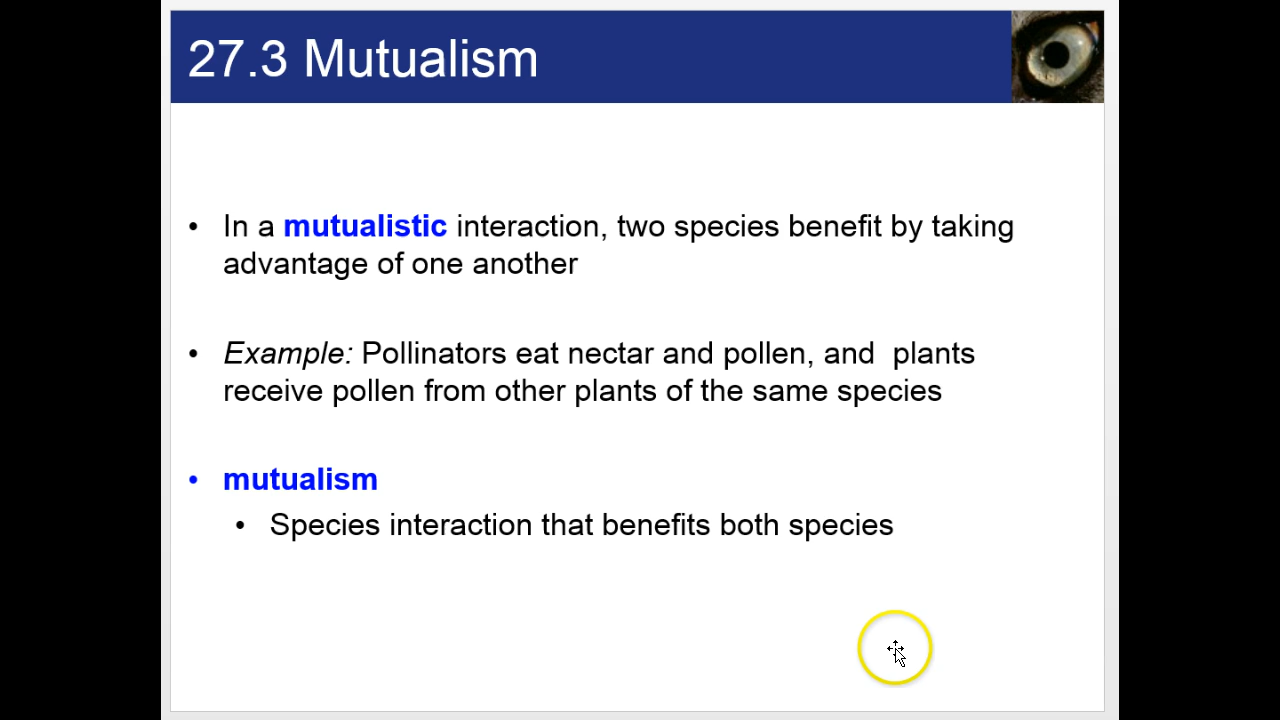 27.3 Mutualism
• In a mutualistic interaction, two species benefit by taking
advantage of one another
• Example: Pollinators eat nectar and pollen, and  plants
receive pollen from other plants of the same species
• mutualism
• Species interaction that benefits both species